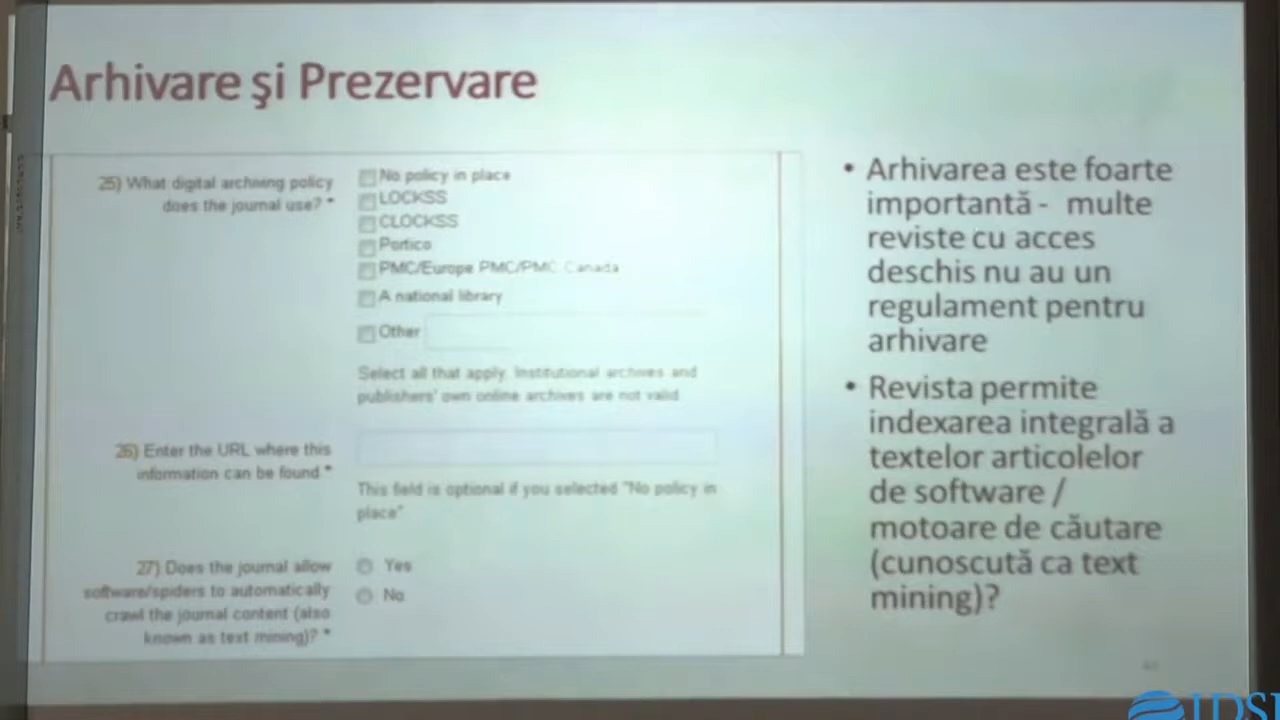 Arhivare şi Prezervare
25) What digital archiving policy
does the journal use? *
No policy in place
LOCKSS
CLOCKSS
Portico
PMC/Europe PMC/PMC Canada
A national library
Other
Select all that apply. Institutional archives and
publishers' own online archives are not valid
26) Enter the URL where this
information can be found *
This field is optional if you selected "No policy in
place"
27) Does the journal allow
software/spiders to automatically
crawl the journal content (also
known as text mining)? *
Yes
No
• Arhivarea este foarte
importantă - multe
reviste cu acces
deschis nu au un
regulament pentru
arhivare
• Revista permite
indexarea integrală a
textelor articolelor
de software /
motoare de căutare
(cunoscută ca text
mining)?
IDSI